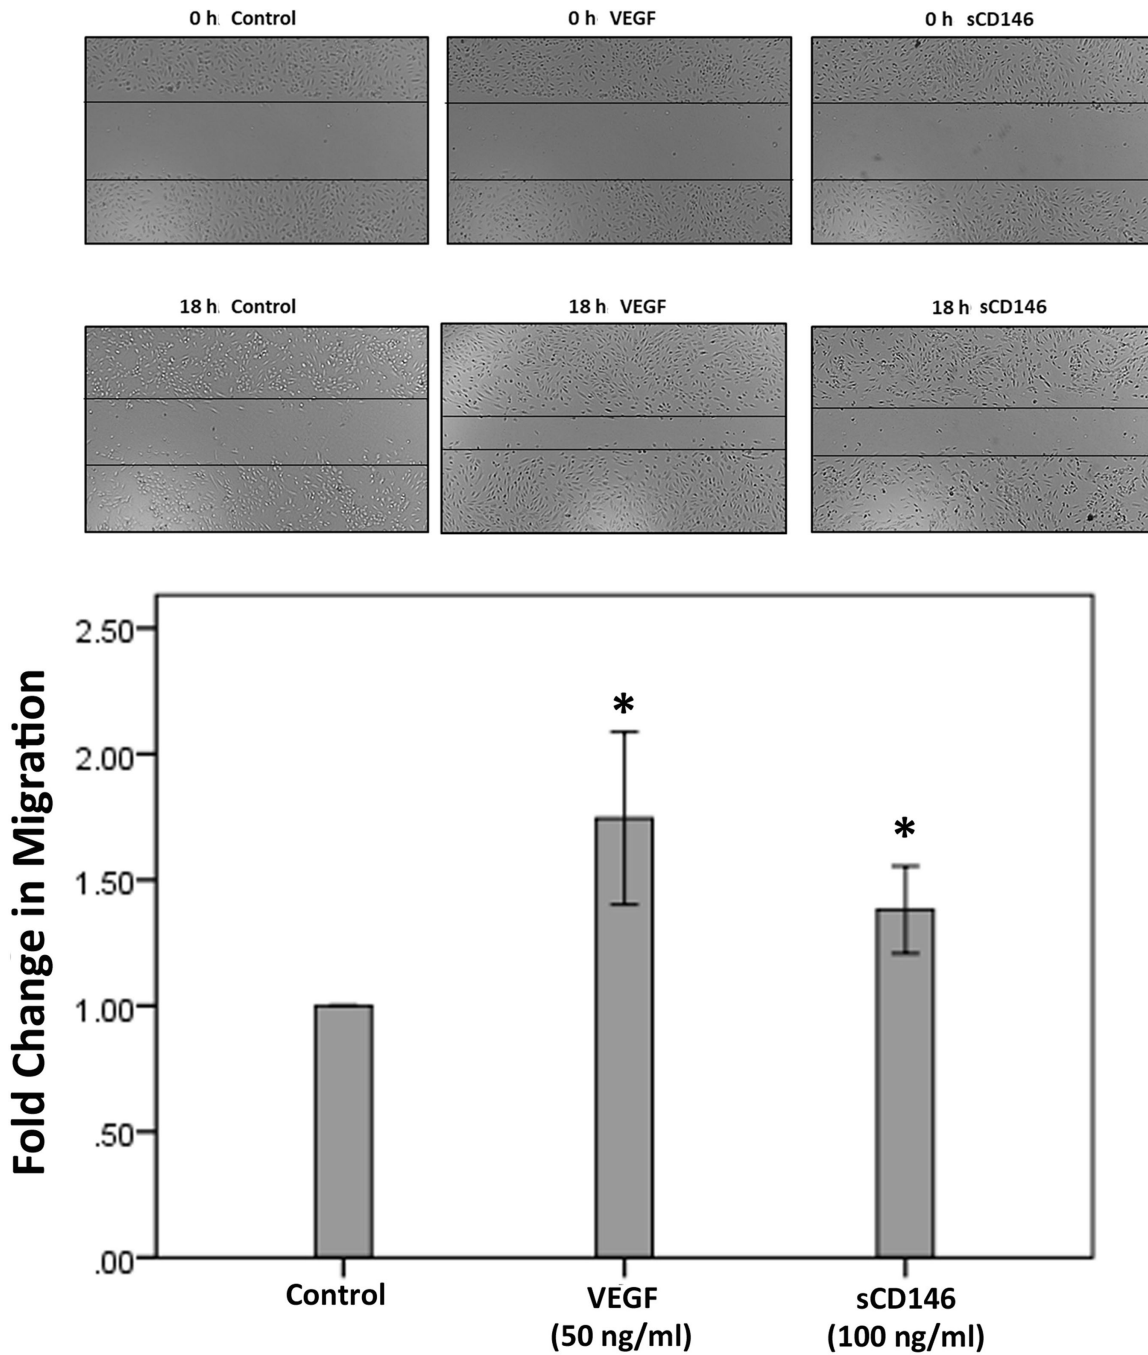 0 h Control
0 h VEGF
0 h sCD146
18 h Control
18 h VEGF
18 h sCD146
Fold Change in Migration
2.50
2.00
1.50
1.00
.50
.00
*
*
Control
VEGF
(50 ng/ml)
sCD146
(100 ng/ml)